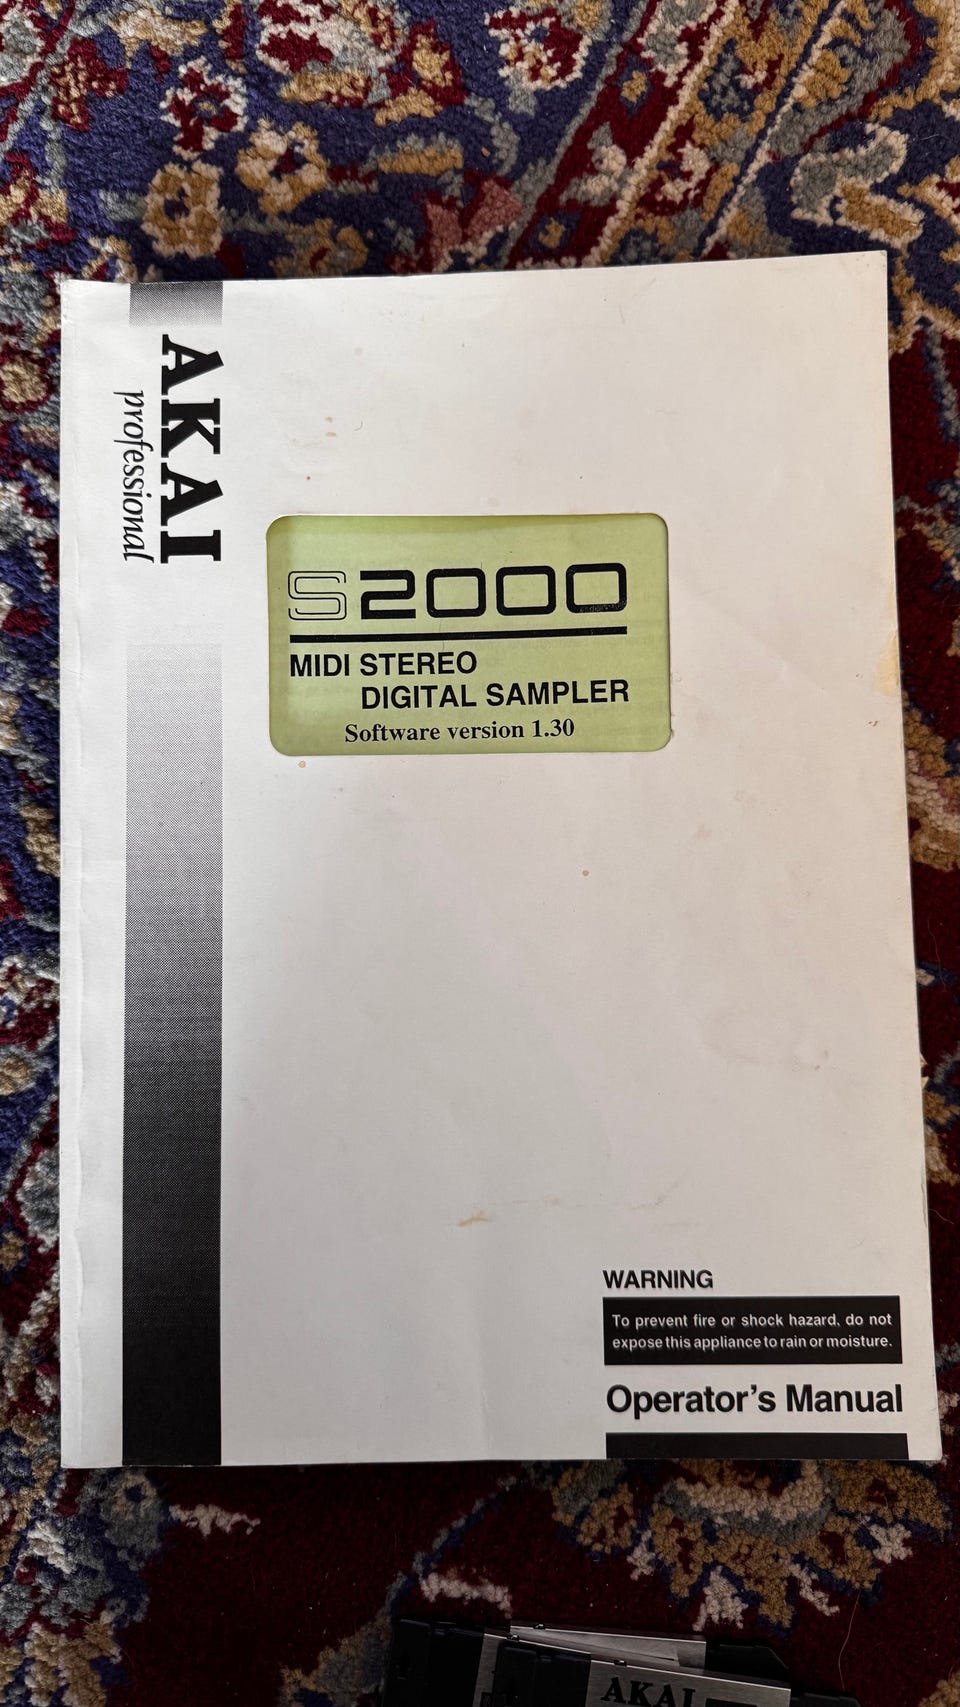 AKAI
professional
S2000
MIDI STEREO
DIGITAL SAMPLER
Software version 1.30
WARNING
To prevent fire or shock hazard, do not
expose this appliance to rain or moisture.
Operator's Manual
AKAI